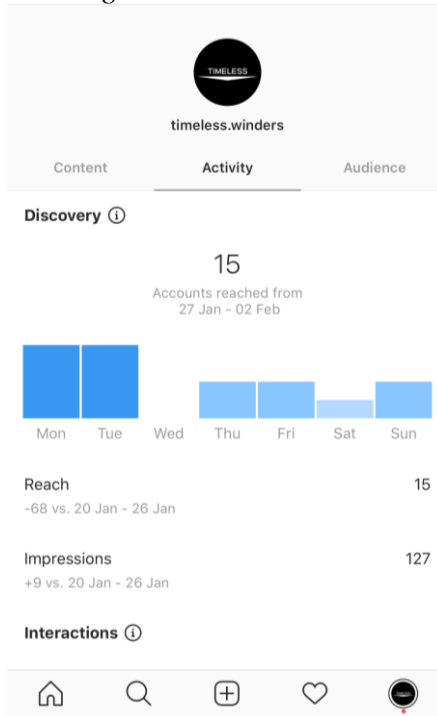 TIMELESS
timeless.winders
Content Activity Audience
Discovery
15
Accounts reached from
27 Jan - 02 Feb
Mon Tue Wed Thu Fri Sat Sun
Reach 15
-68 vs. 20 Jan - 26 Jan
Impressions 127
+9 vs. 20 Jan - 26 Jan
Interactions